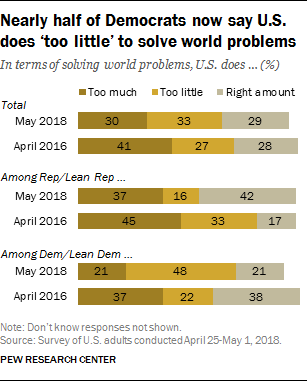 Nearly half of Democrats now say U.S.
does ‘too little’ to solve world problems
In terms of solving world problems, U.S. does ... (%)
Too much Too little Right amount
Total
May 2018 30 33 29
April 2016 41 27 28
Among Rep/Lean Rep ...
May 2018 37 16 42
April 2016 45 33 17
Among Dem/Lean Dem ...
May 2018 21 48 21
April 2016 37 22 38
Note: Don’t know responses not shown.
Source: Survey of U.S. adults conducted April 25-May 1, 2018.
PEW RESEARCH CENTER